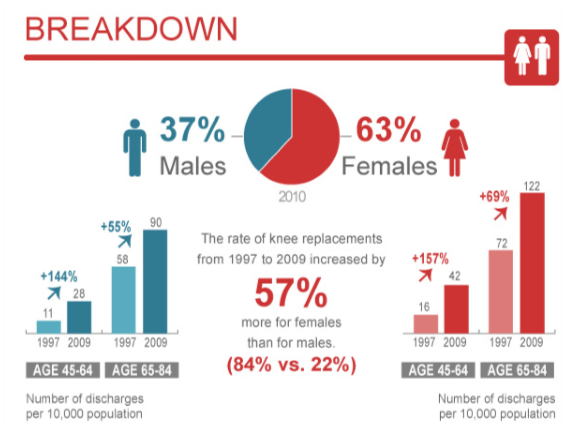 BREAKDOWN
37%
Males
63%
Females
2010
+144%
11
28
+55%
58
90
1997 2009
1997 2009
AGE 45-64
AGE 65-84
Number of discharges
per 10,000 population
The rate of knee replacements
from 1997 to 2009 increased by
57%
more for females
than for males.
(84% vs. 22%)
+157%
16
42
+69%
72
122
1997 2009
1997 2009
AGE 45-64
AGE 65-84
Number of discharges
per 10,000 population